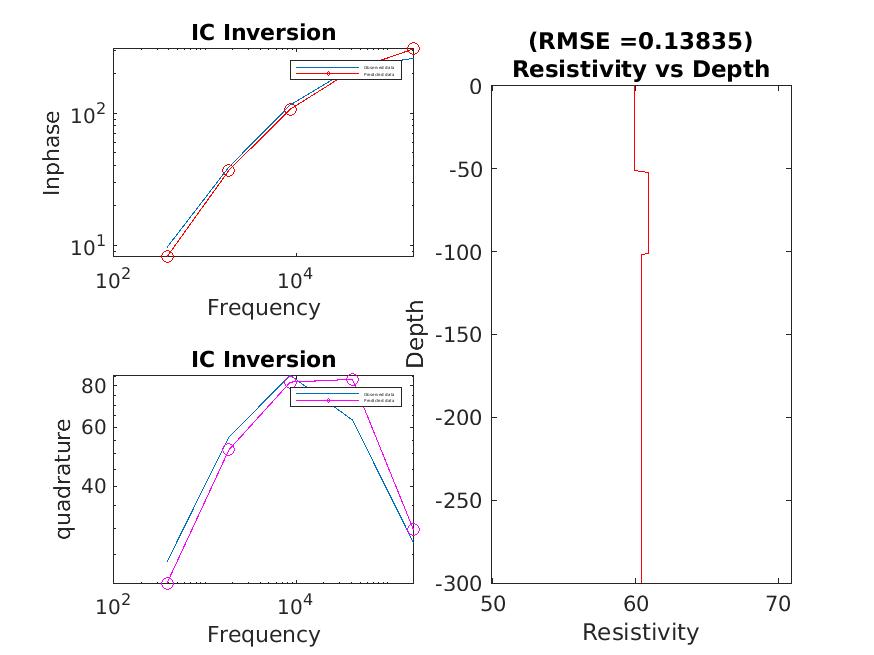 IC Inversion
Inphase
10^2
10^1
Observed data
Predicted data
10^2
10^4
Frequency
IC Inversion
quadrature
80
60
40
Observed data
Predicted data
10^2
10^4
Frequency
(RMSE =0.13835)
Resistivity vs Depth
Depth
0
-50
-100
-150
-200
-250
-300
50
60
70
Resistivity